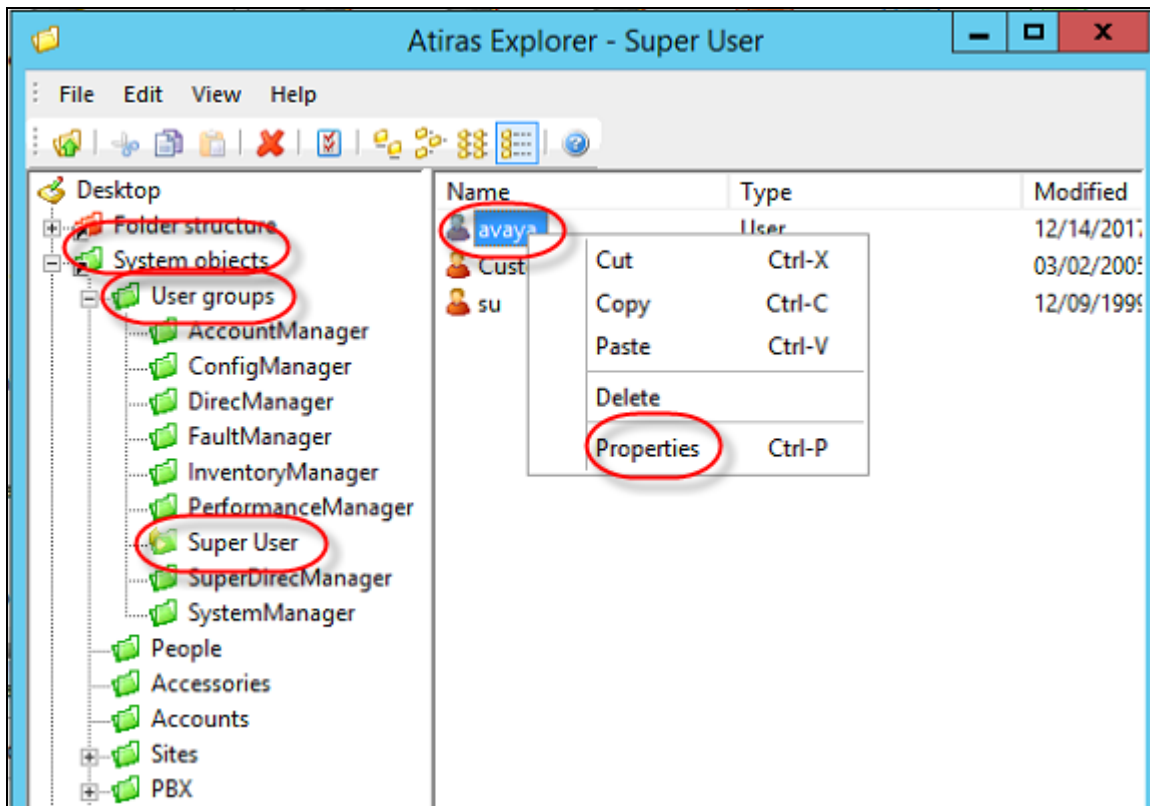 Atiras Explorer - Super User
File Edit View Help
Desktop
Folder structure
System objects
User groups
AccountManager
ConfigManager
DirecManager
FaultManager
InventoryManager
PerformanceManager
Super User
SuperDirecManager
SystemManager
People
Accessories
Accounts
Sites
PBX
Name Type Modified
avaya User 12/14/2017
Cust 03/02/2005
su 12/09/1999
Cut Ctrl-X
Copy Ctrl-C
Paste Ctrl-V
Delete
Properties Ctrl-P